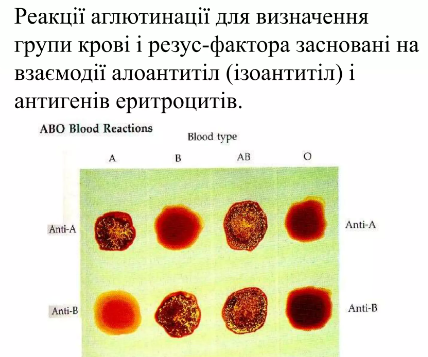 Реакції аглютинації для визначення
групи крові і резус-фактора засновані на
взаємодії алоантитіл (ізоантитіл) і
антигенів еритроцитів.
ABO Blood Reactions
Blood type
A B AB O
Anti-A Anti-A
Anti-B Anti-B